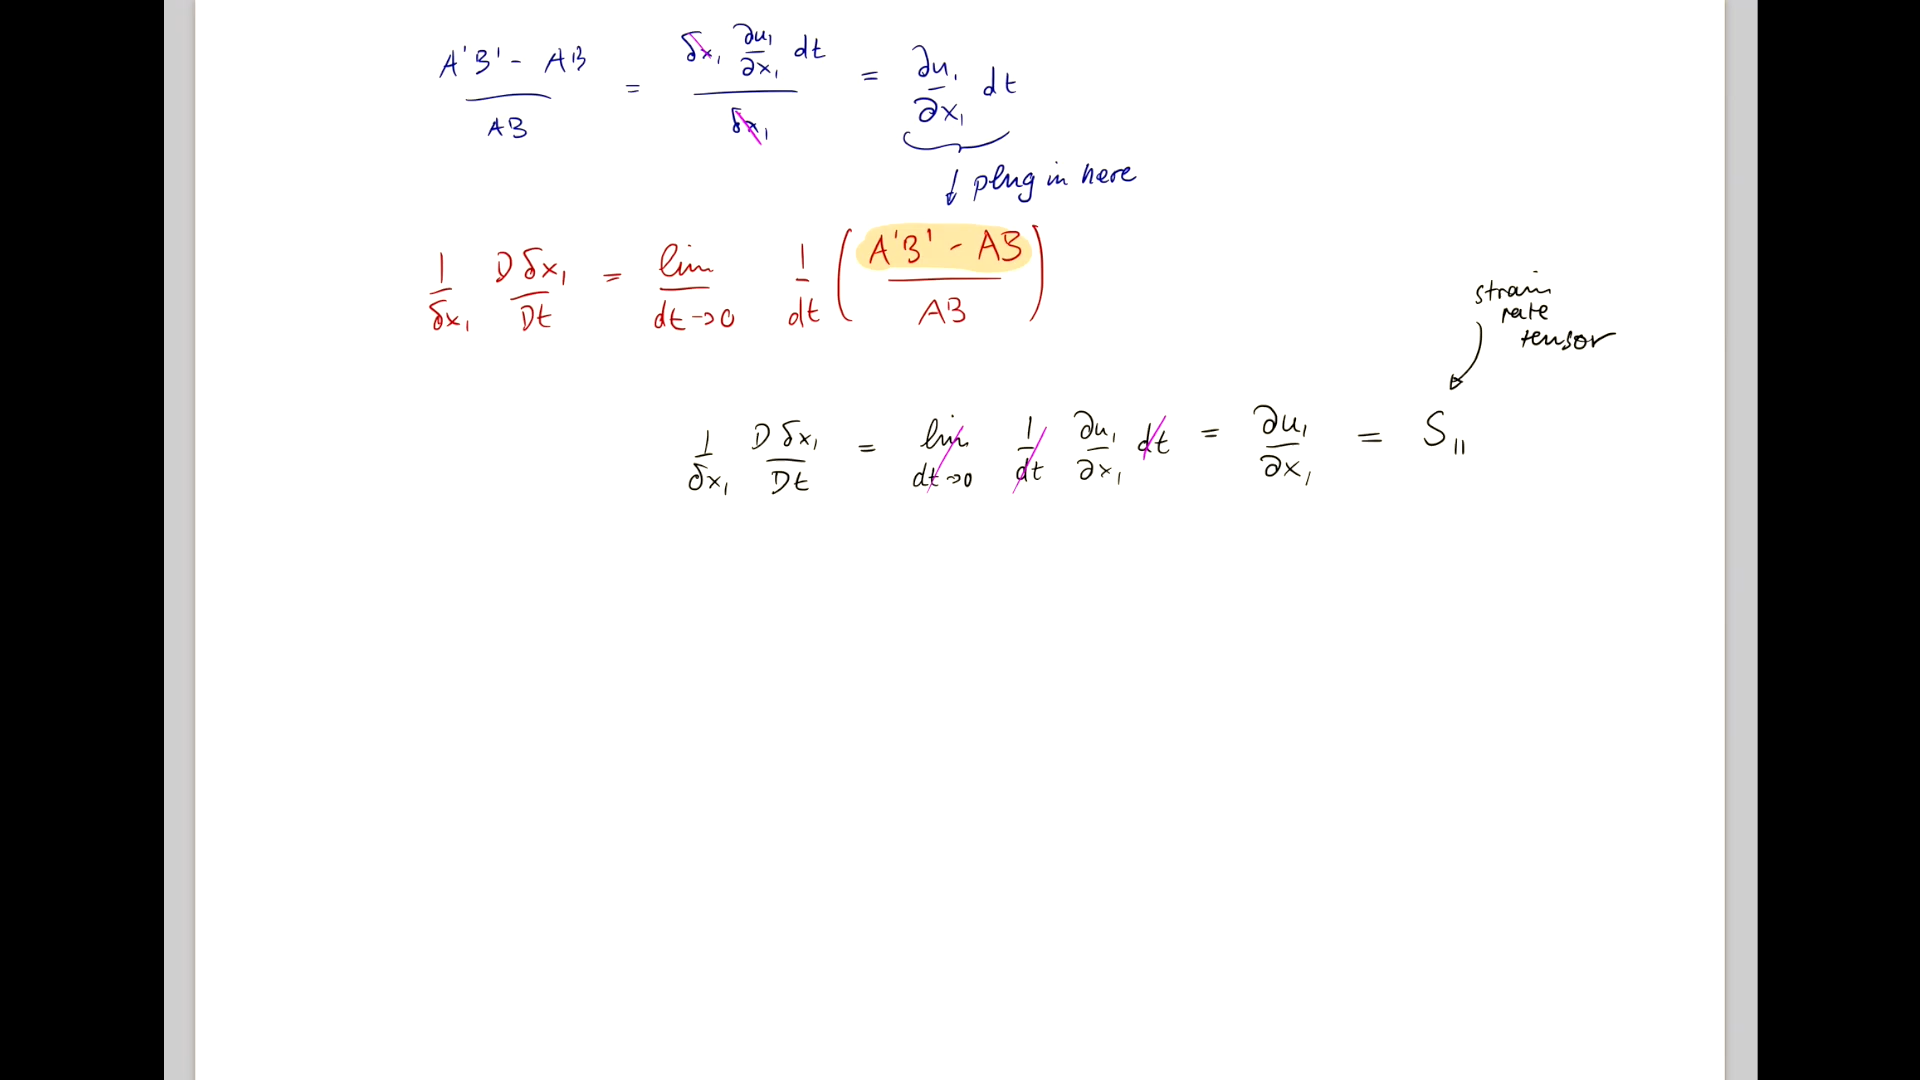 (A'B' - AB) / AB = (δx₁ ∂u₁/∂x₁ dt) / δx₁ = ∂u₁/∂x₁ dt
↓ plug in here
1/δx₁ Dδx₁/Dt = lim dt→0 1/dt ( (A'B' - AB) / AB )
strain
rate
tensor
1/δx₁ Dδx₁/Dt = lim dt→0 1/dt ∂u₁/∂x₁ dt = ∂u₁/∂x₁ = S₁₁